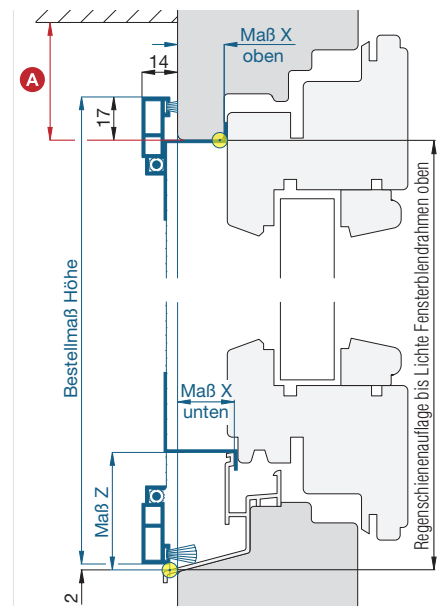 Maß X
oben
14
A
17
Bestellmaß Höhe
Regenschienenauflage bis Lichte Fensterblendrahmen oben
Maß X
unten
Maß Z
2